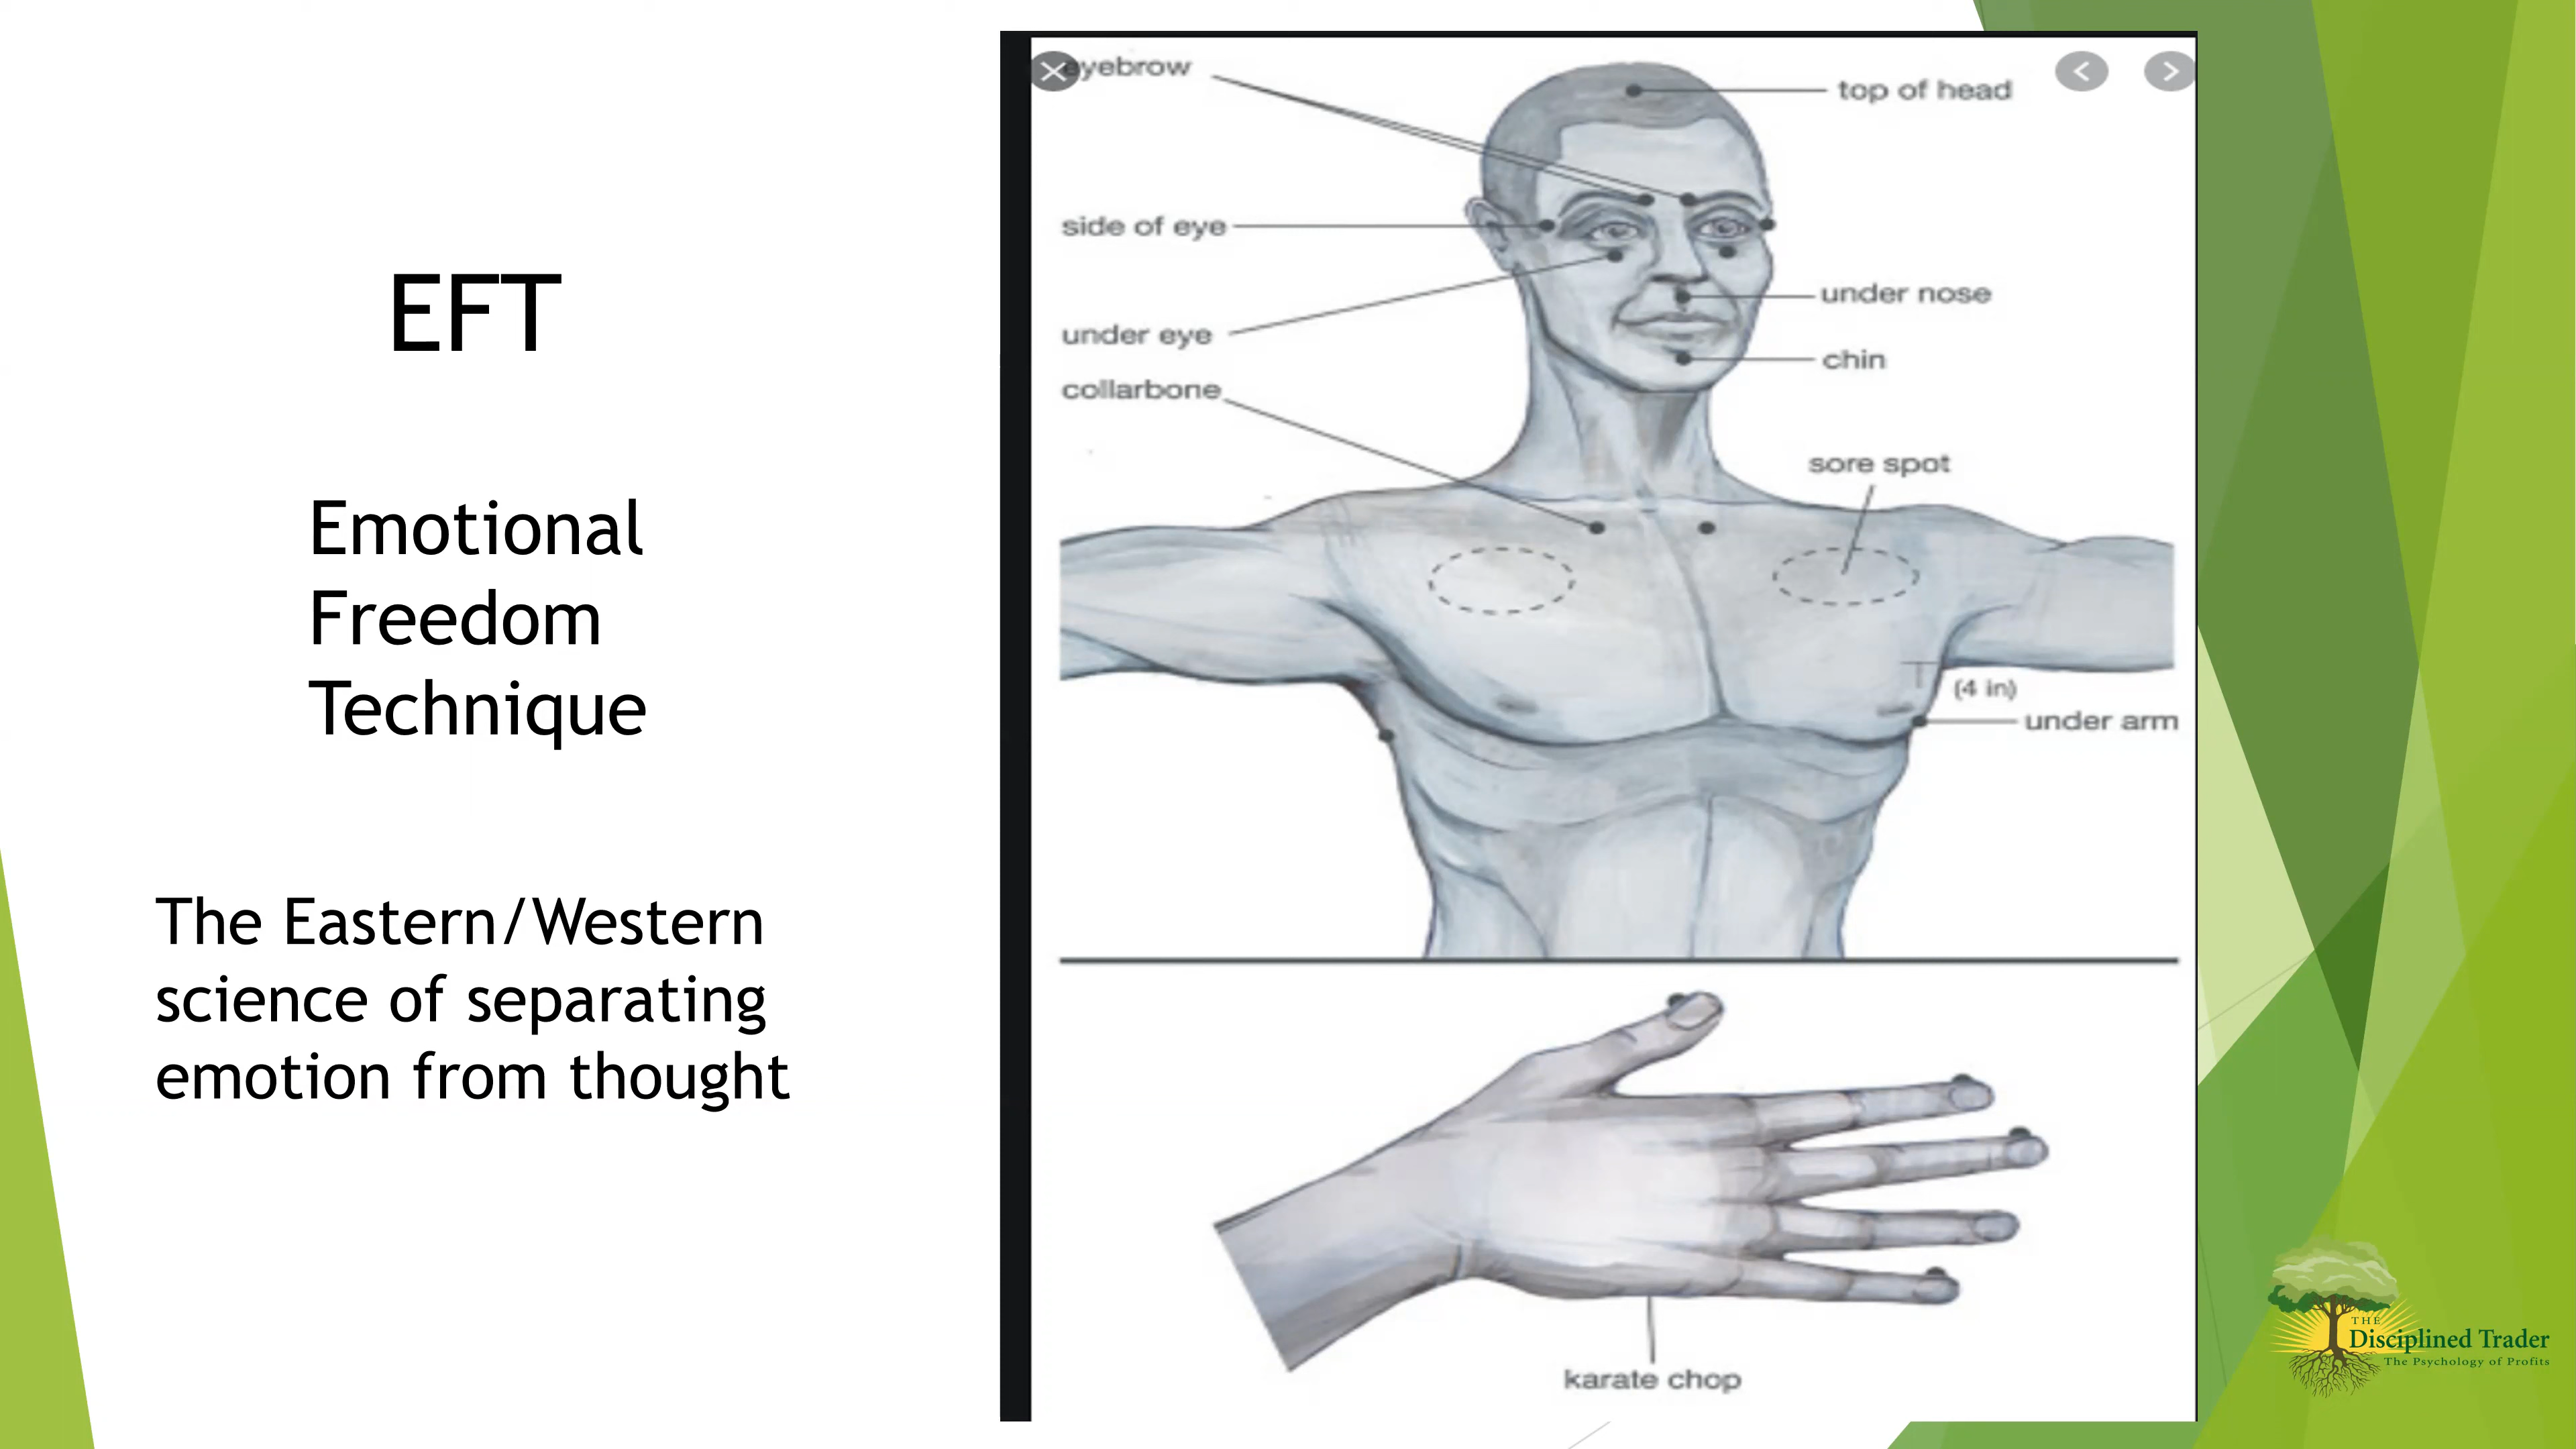 EFT
Emotional
Freedom
Technique
The Eastern/Western
science of separating
emotion from thought
eyebrow
top of head
side of eye
under nose
under eye
chin
collarbone
sore spot
(4 in)
under arm
karate chop
THE
Disciplined Trader
The Psychology of Profits